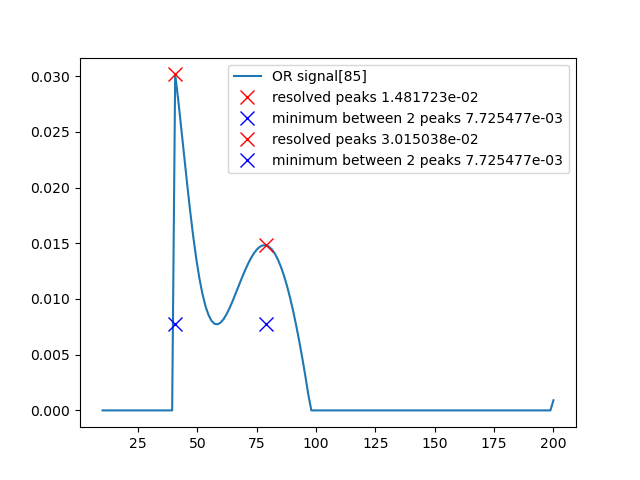 OR signal[85]
resolved peaks 1.481723e-02
minimum between 2 peaks 7.725477e-03
resolved peaks 3.015038e-02
minimum between 2 peaks 7.725477e-03
0.030
0.025
0.020
0.015
0.010
0.005
0.000
25 50 75 100 125 150 175 200